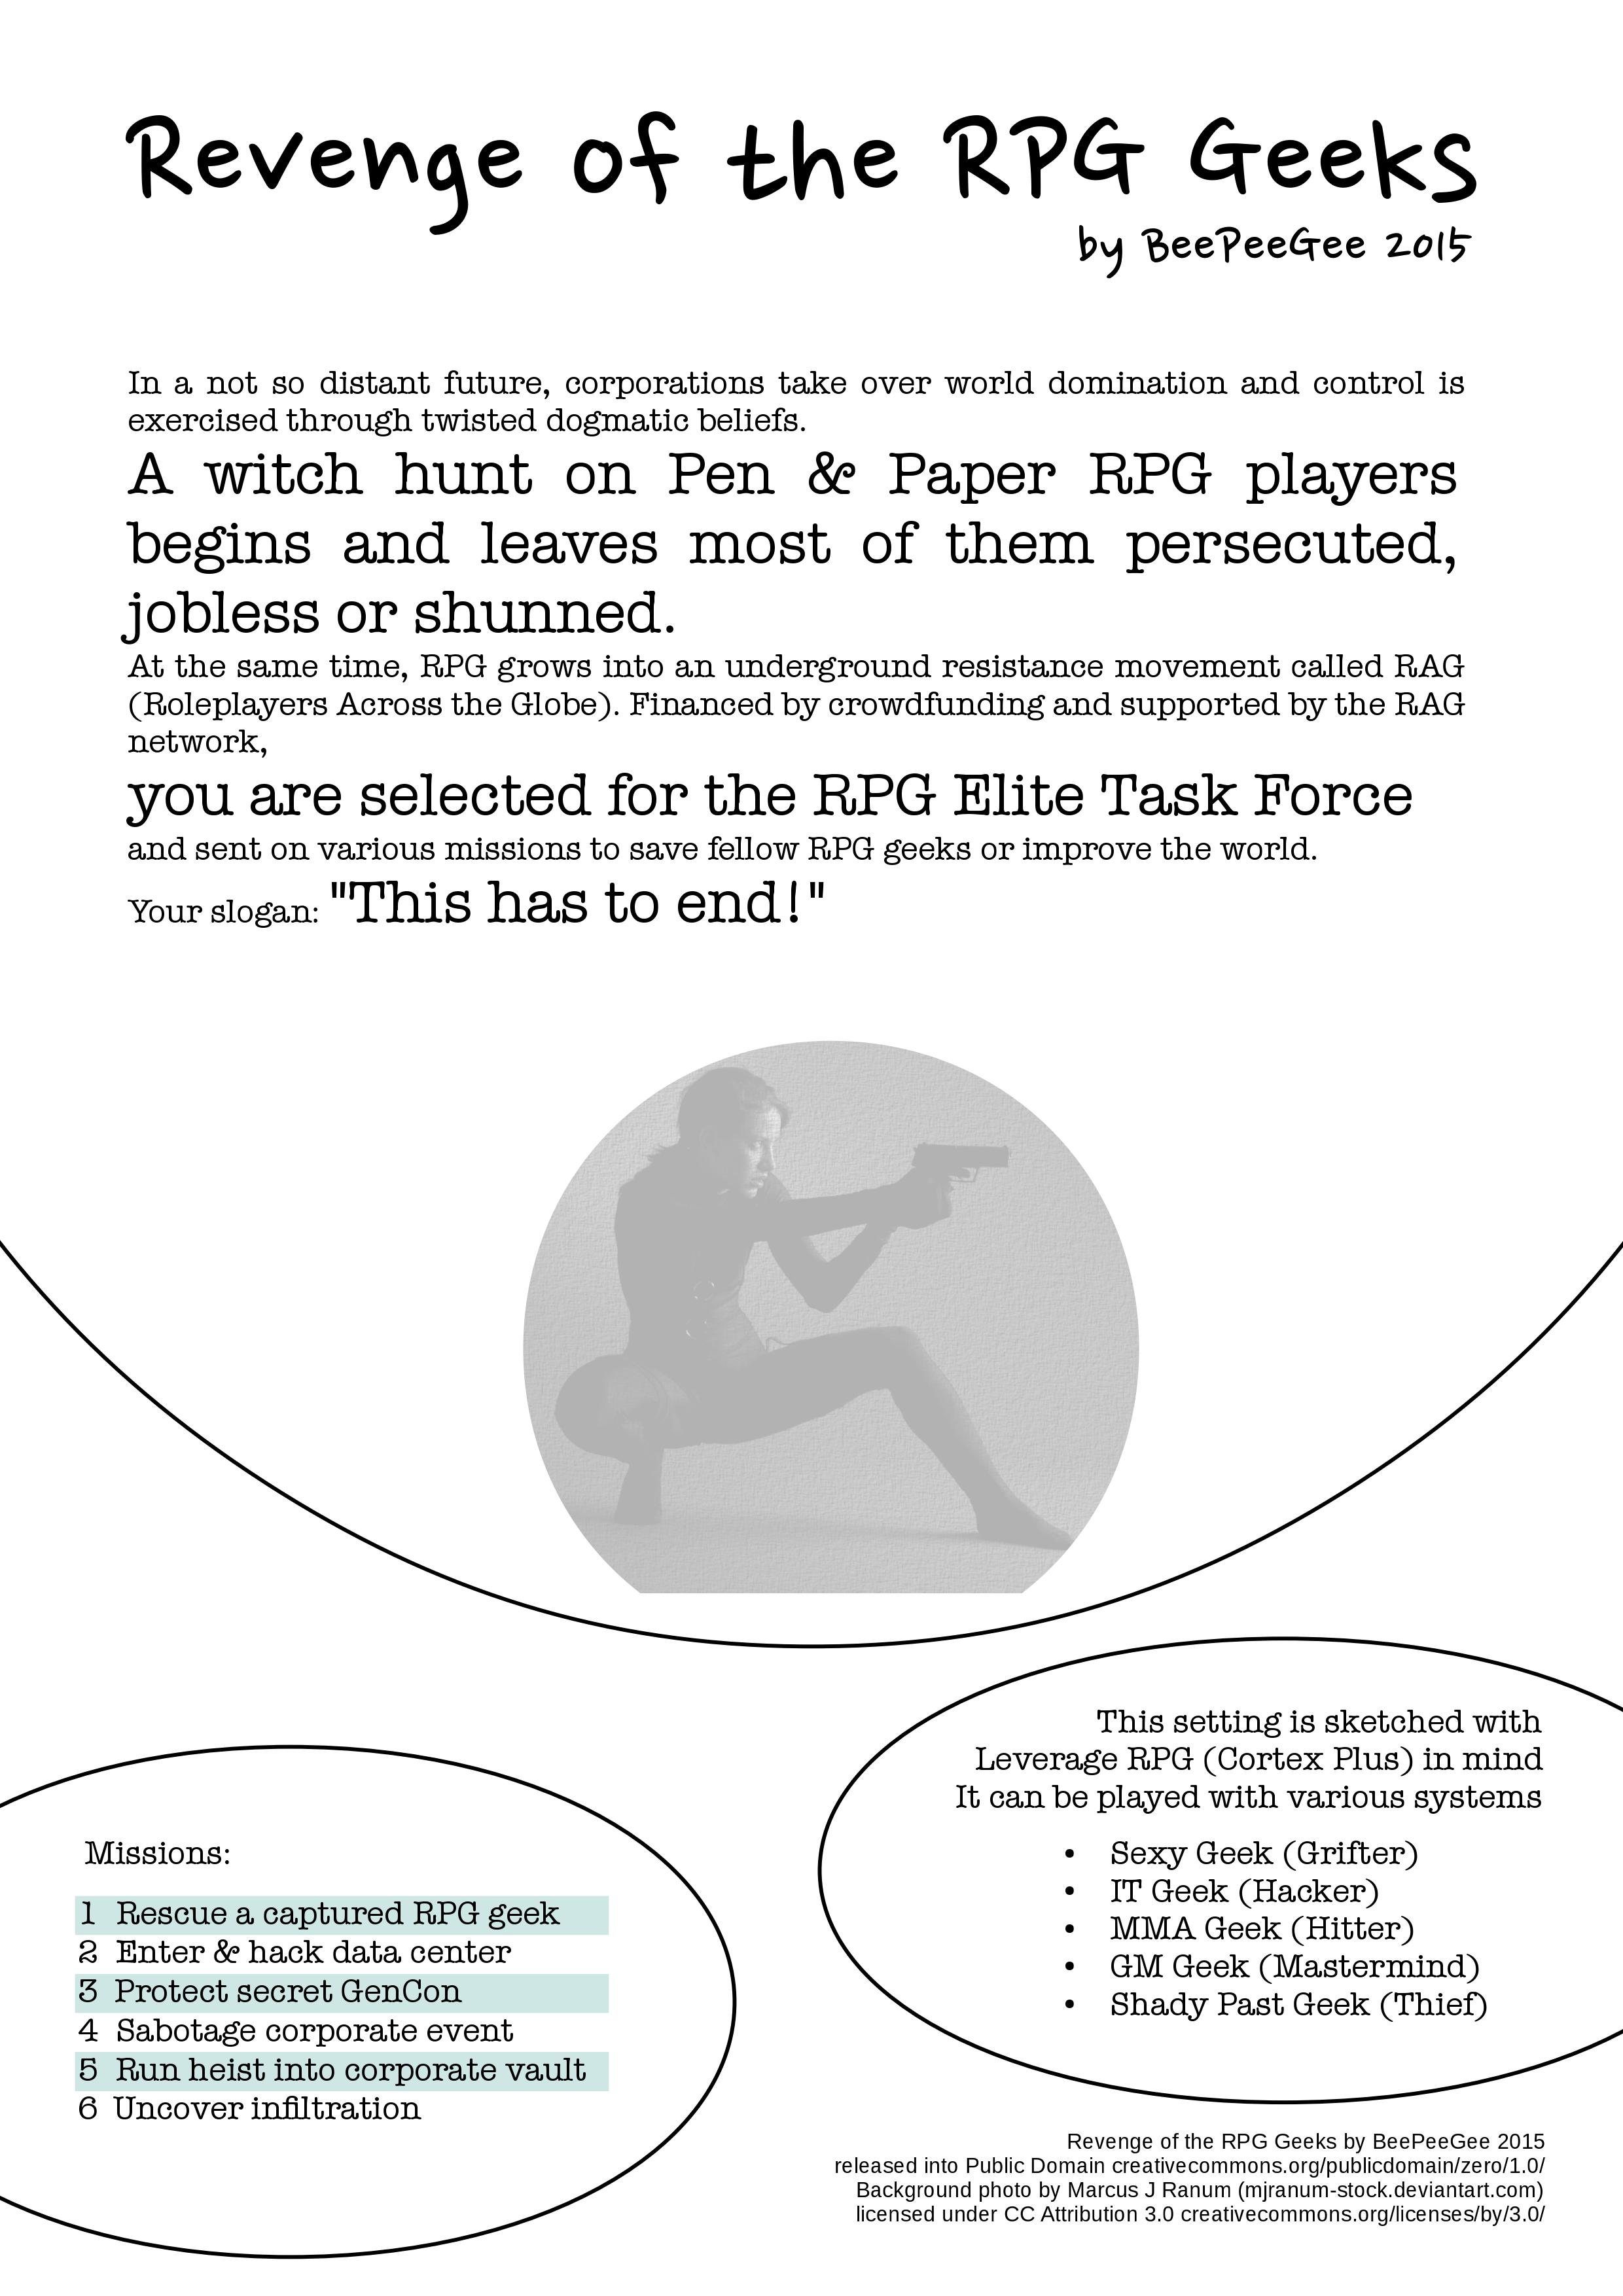 Revenge of the RPG Geeks
by BeePeeGee 2015
In a not so distant future, corporations take over world domination and control is
exercised through twisted dogmatic beliefs.
A witch hunt on Pen & Paper RPG players
begins and leaves most of them persecuted,
jobless or shunned.
At the same time, RPG grows into an underground resistance movement called RAG
(Roleplayers Across the Globe). Financed by crowdfunding and supported by the RAG
network,
you are selected for the RPG Elite Task Force
and sent on various missions to save fellow RPG geeks or improve the world.
Your slogan: "This has to end!"
Missions:
1 Rescue a captured RPG geek
2 Enter & hack data center
3 Protect secret GenCon
4 Sabotage corporate event
5 Run heist into corporate vault
6 Uncover infiltration
This setting is sketched with
Leverage RPG (Cortex Plus) in mind
It can be played with various systems
• Sexy Geek (Grifter)
• IT Geek (Hacker)
• MMA Geek (Hitter)
• GM Geek (Mastermind)
• Shady Past Geek (Thief)
Revenge of the RPG Geeks by BeePeeGee 2015
released into Public Domain creativecommons.org/publicdomain/zero/1.0/
Background photo by Marcus J Ranum (mjranum-stock.deviantart.com)
licensed under CC Attribution 3.0 creativecommons.org/licenses/by/3.0/